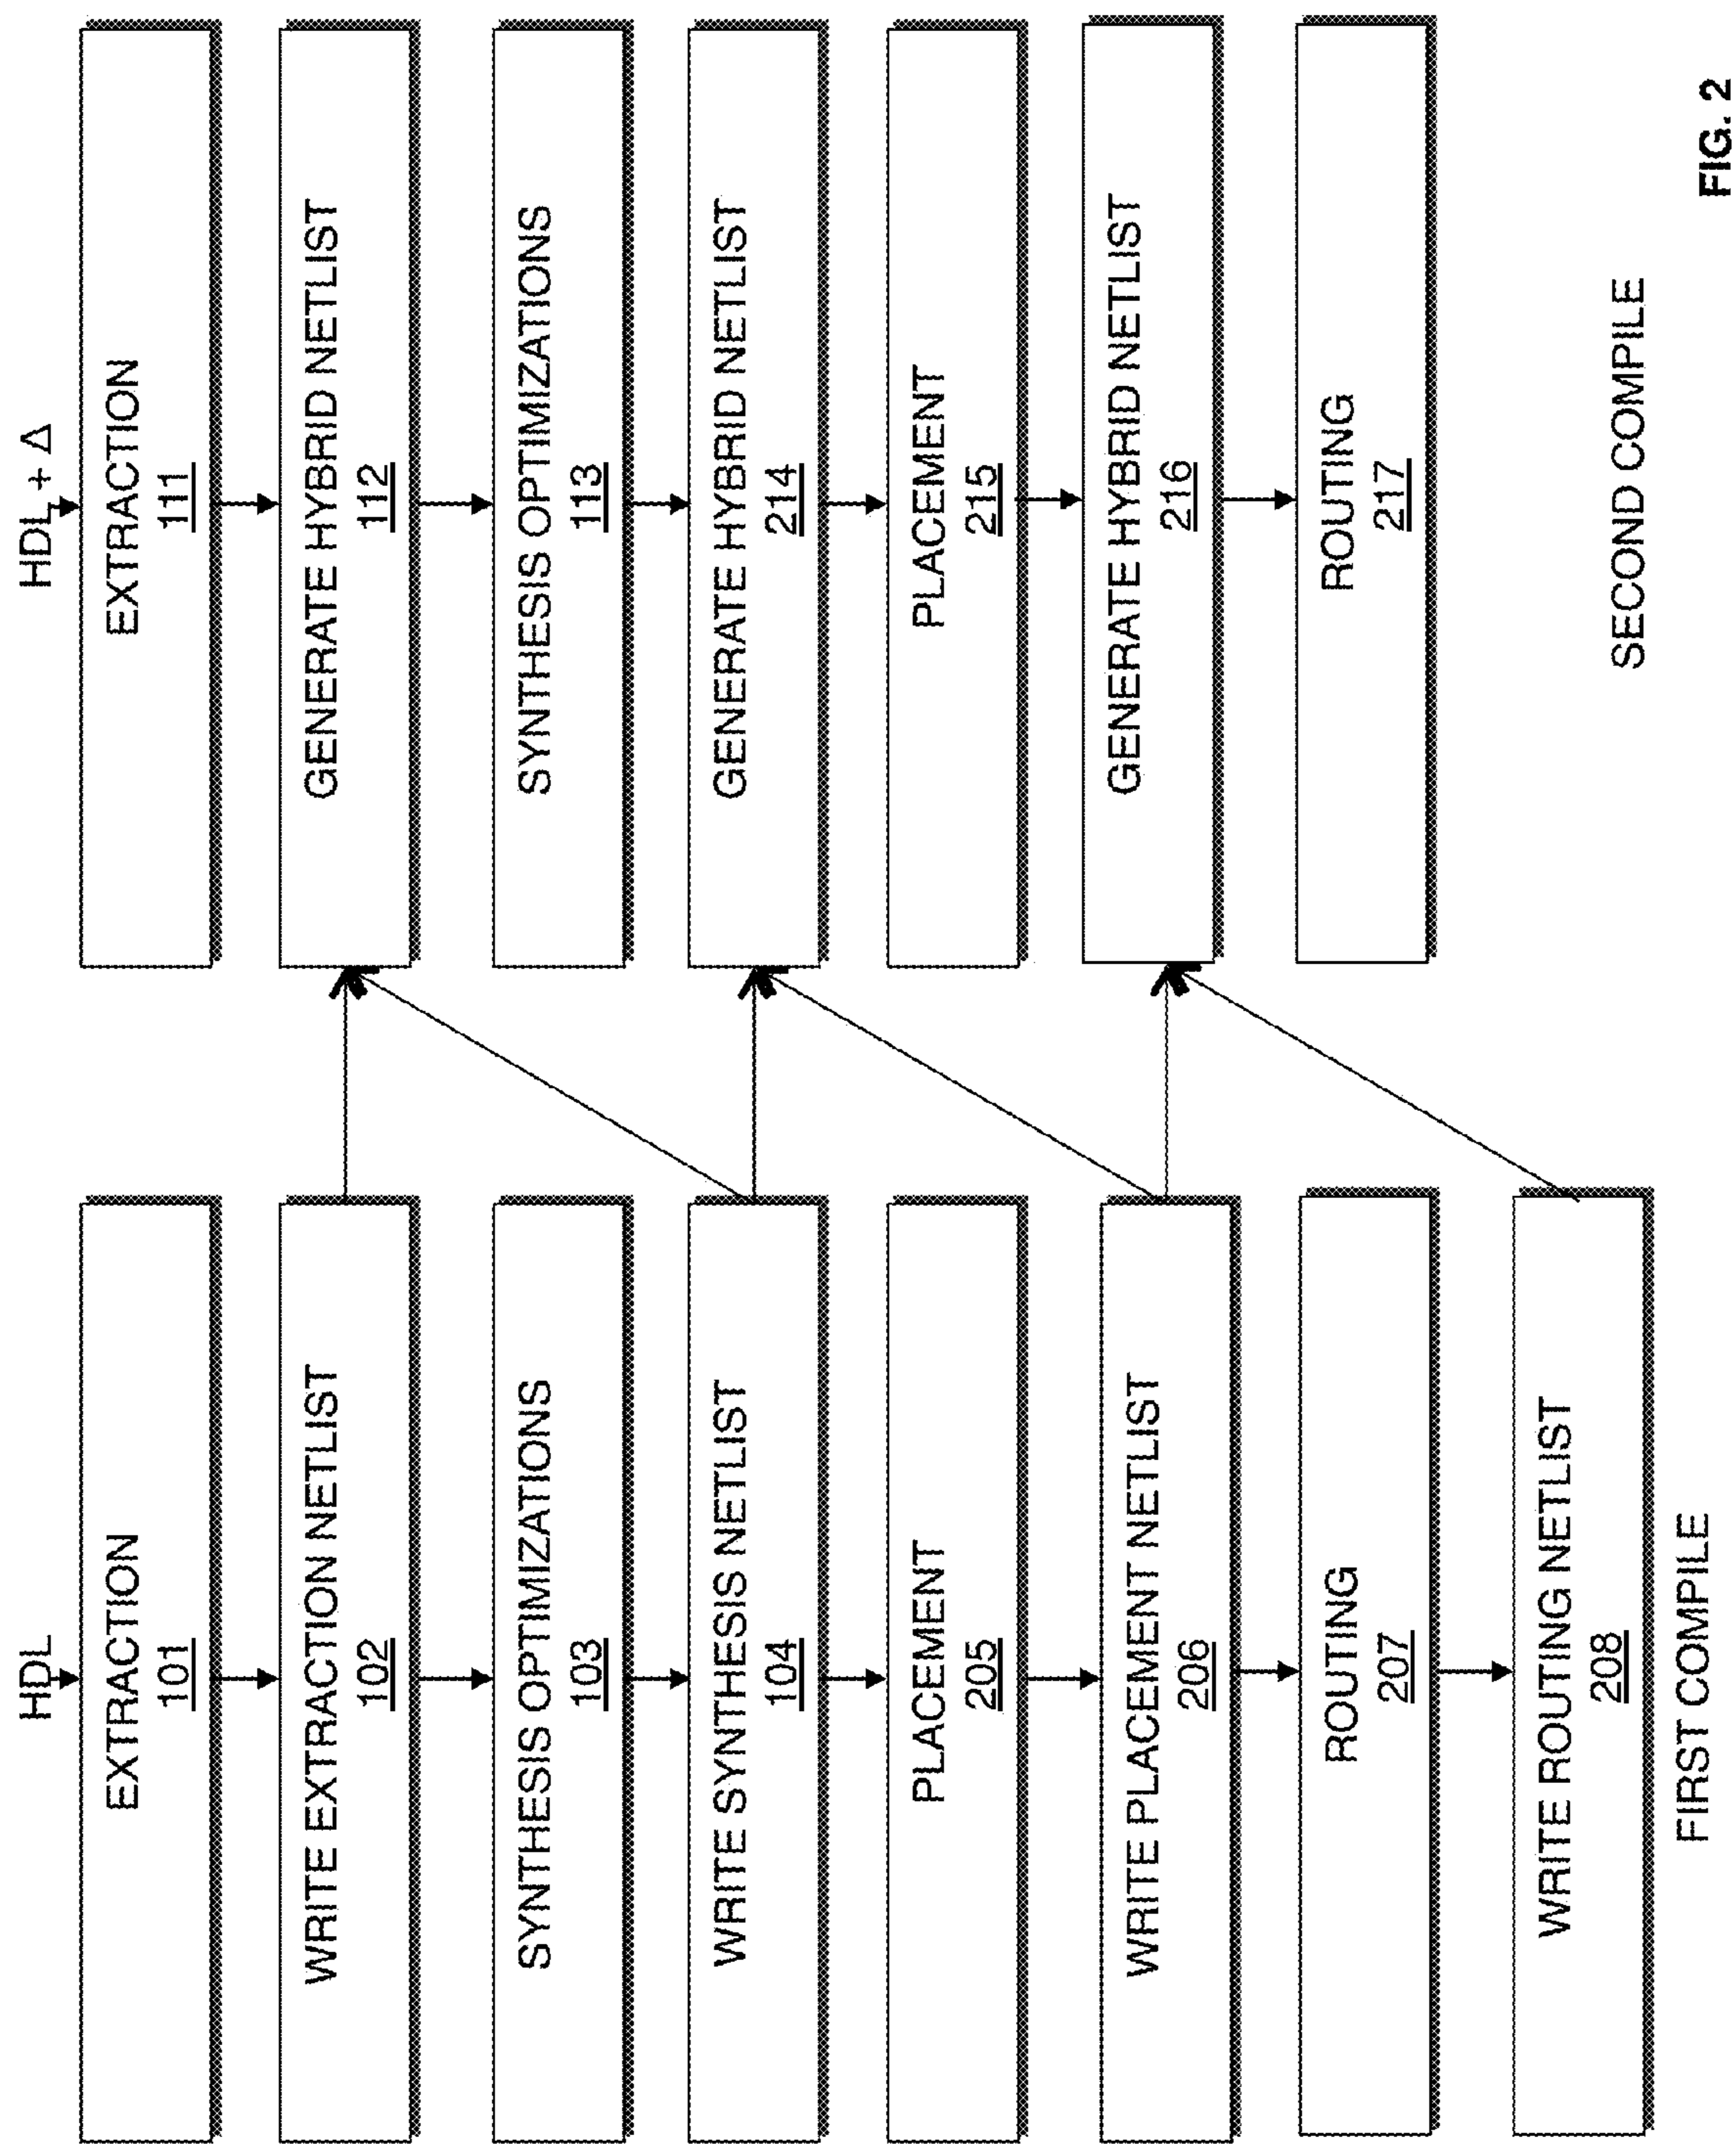 HDL
EXTRACTION
101
WRITE EXTRACTION NETLIST
102
SYNTHESIS OPTIMIZATIONS
103
WRITE SYNTHESIS NETLIST
104
PLACEMENT
205
WRITE PLACEMENT NETLIST
206
ROUTING
207
WRITE ROUTING NETLIST
208
FIRST COMPILE
HDL + Δ
EXTRACTION
111
GENERATE HYBRID NETLIST
112
SYNTHESIS OPTIMIZATIONS
113
GENERATE HYBRID NETLIST
214
PLACEMENT
215
GENERATE HYBRID NETLIST
216
ROUTING
217
SECOND COMPILE
FIG. 2